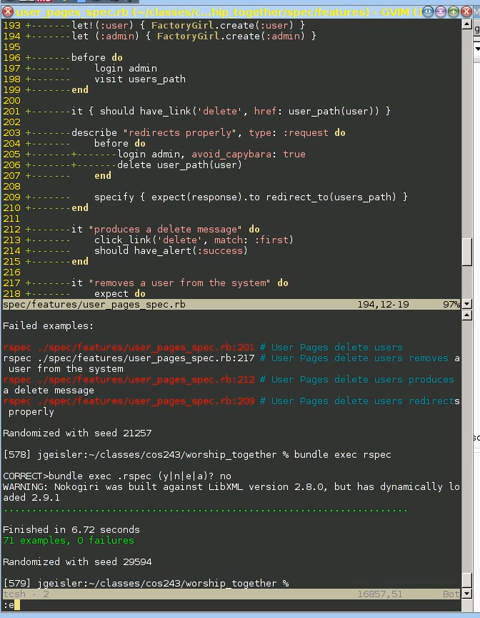 user_pages_spec.rb (~/classes/c...hip_together/spec/features) - GVIM
193 +-------let!(:user) { FactoryGirl.create(:user) }
194 +-------let (:admin) { FactoryGirl.create(:admin) }
195
196 +-------before do
197 +-------    login admin
198 +-------    visit users_path
199 +-------end
200
201 +-------it { should have_link('delete', href: user_path(user)) }
202
203 +-------describe "redirects properly", type: :request do
204 +-------    before do
205 +-------+-------login admin, avoid_capybara: true
206 +-------+-------delete user_path(user)
207 +-------    end
208
209 +-------    specify { expect(response).to redirect_to(users_path) }
210 +-------end
211
212 +-------it "produces a delete message" do
213 +-------    click_link('delete', match: :first)
214 +-------    should have_alert(:success)
215 +-------end
216
217 +-------it "removes a user from the system" do
218 +-------    expect do
spec/features/user_pages_spec.rb 194,12-19 97%
Failed examples:
rspec ./spec/features/user_pages_spec.rb:201 # User Pages delete users
rspec ./spec/features/user_pages_spec.rb:217 # User Pages delete users removes a
 user from the system
rspec ./spec/features/user_pages_spec.rb:212 # User Pages delete users produces
a delete message
rspec ./spec/features/user_pages_spec.rb:209 # User Pages delete users redirects
 properly
Randomized with seed 21257
[578] jgeisler:~/classes/cos243/worship_together % bundle exec rspec
CORRECT>bundle exec .rspec (y|n|e|a)? no
WARNING: Nokogiri was built against LibXML version 2.8.0, but has dynamically lo
aded 2.9.1
.......................................................................
Finished in 6.72 seconds
71 examples, 0 failures
Randomized with seed 29594
[579] jgeisler:~/classes/cos243/worship_together %
tcsh - 2 16857,51 Bot
:e